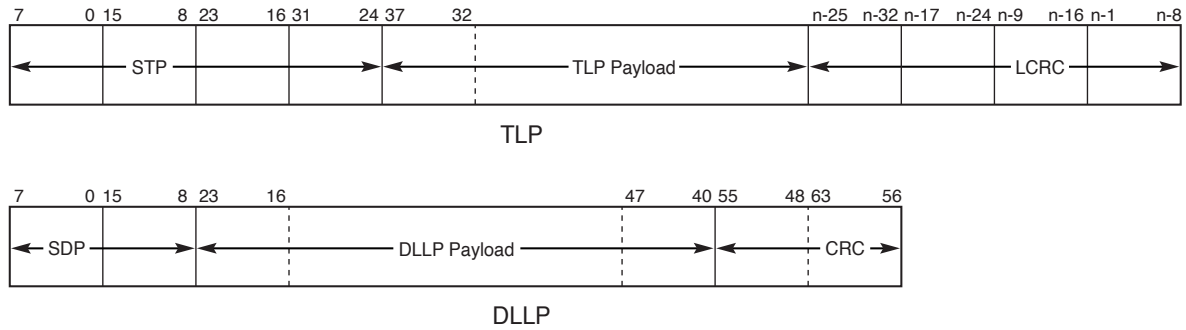 7 0 15 8 23 16 31 24 37 32 n-25 n-32 n-17 n-24 n-9 n-16 n-1 n-8
STP TLP Payload LCRC
TLP
7 0 15 8 23 16 47 40 55 48 63 56
SDP DLLP Payload CRC
DLLP